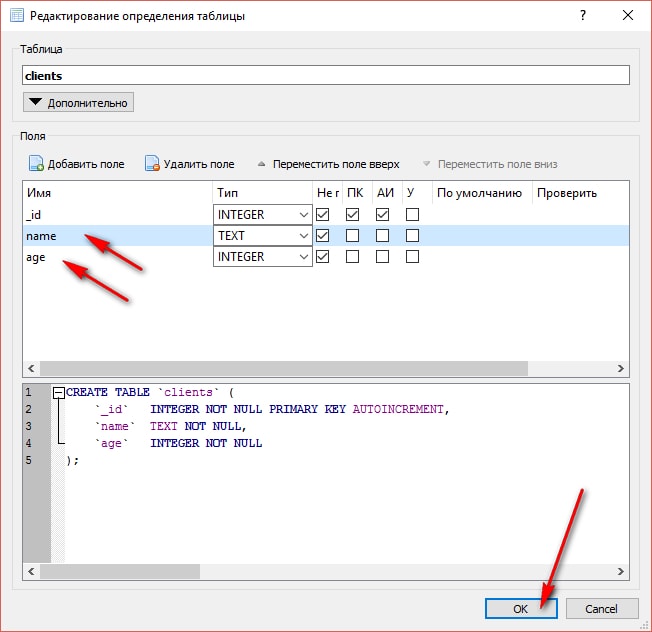 Редактирование определения таблицы ?
Таблица
clients
Дополнительно
Поля
Добавить поле Удалить поле Переместить поле вверх Переместить поле вниз
Имя Тип Не г ПК АИ У По умолчанию Проверить
_id INTEGER
name TEXT
age INTEGER
1 CREATE TABLE `clients` (
2 `_id` INTEGER NOT NULL PRIMARY KEY AUTOINCREMENT,
3 `name` TEXT NOT NULL,
4 `age` INTEGER NOT NULL
5 );
OK Cancel